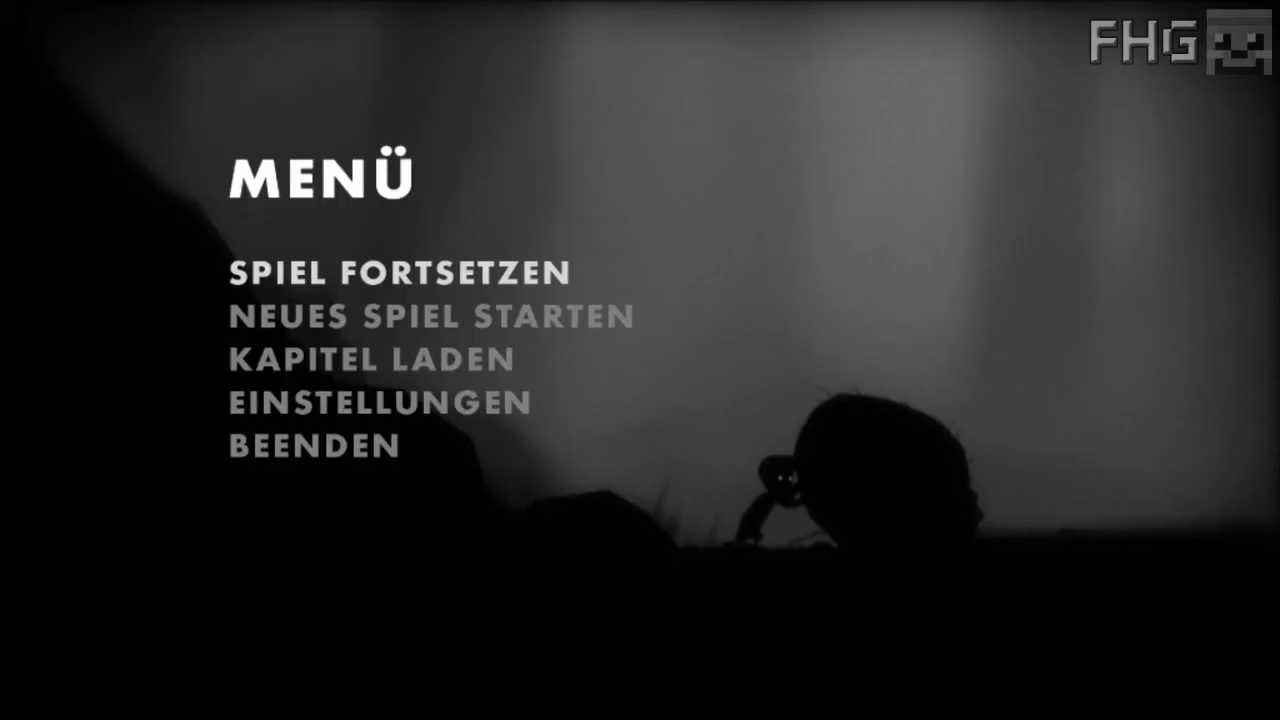 FHG
MENÜ
SPIEL FORTSETZEN
NEUES SPIEL STARTEN
KAPITEL LADEN
EINSTELLUNGEN
BEENDEN